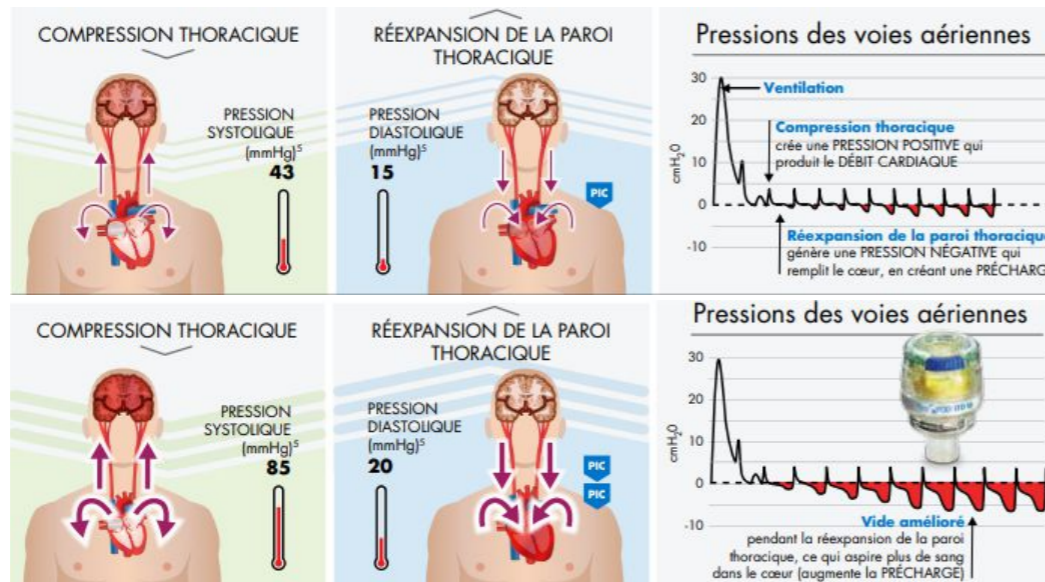 COMPRESSION THORACIQUE
PRESSION
SYSTOLIQUE
(mmHg)⁵
43
RÉEXPANSION DE LA PAROI
THORACIQUE
PRESSION
DIASTOLIQUE
(mmHg)⁵
15
PIC
Pressions des voies aériennes
30
20
10
0
-10
cmH₂0
Ventilation
Compression thoracique
crée une PRESSION POSITIVE qui
produit le DÉBIT CARDIAQUE
Réexpansion de la paroi thoracique
génère une PRESSION NÉGATIVE qui
remplit le cœur, en créant une PRÉCHARGE
COMPRESSION THORACIQUE
PRESSION
SYSTOLIQUE
(mmHg)⁵
85
RÉEXPANSION DE LA PAROI
THORACIQUE
PRESSION
DIASTOLIQUE
(mmHg)⁵
20
PIC
PIC
Pressions des voies aériennes
30
20
10
0
-10
cmH₂0
Vide amélioré
pendant la réexpansion de la paroi
thoracique, ce qui aspire plus de sang
dans le cœur (augmente la PRÉCHARGE)